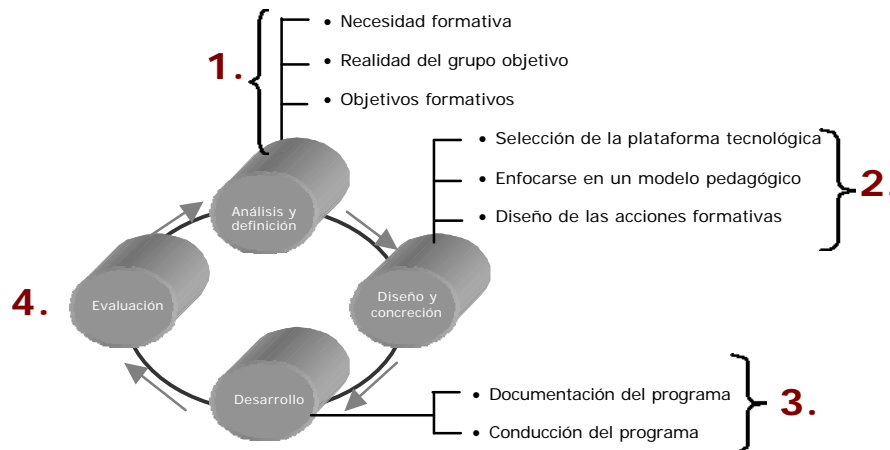 1.
• Necesidad formativa
• Realidad del grupo objetivo
• Objetivos formativos
Análisis y
definición
2.
• Selección de la plataforma tecnológica
• Enfocarse en un modelo pedagógico
• Diseño de las acciones formativas
Diseño y
concreción
3.
• Documentación del programa
• Conducción del programa
Desarrollo
4.
Evaluación